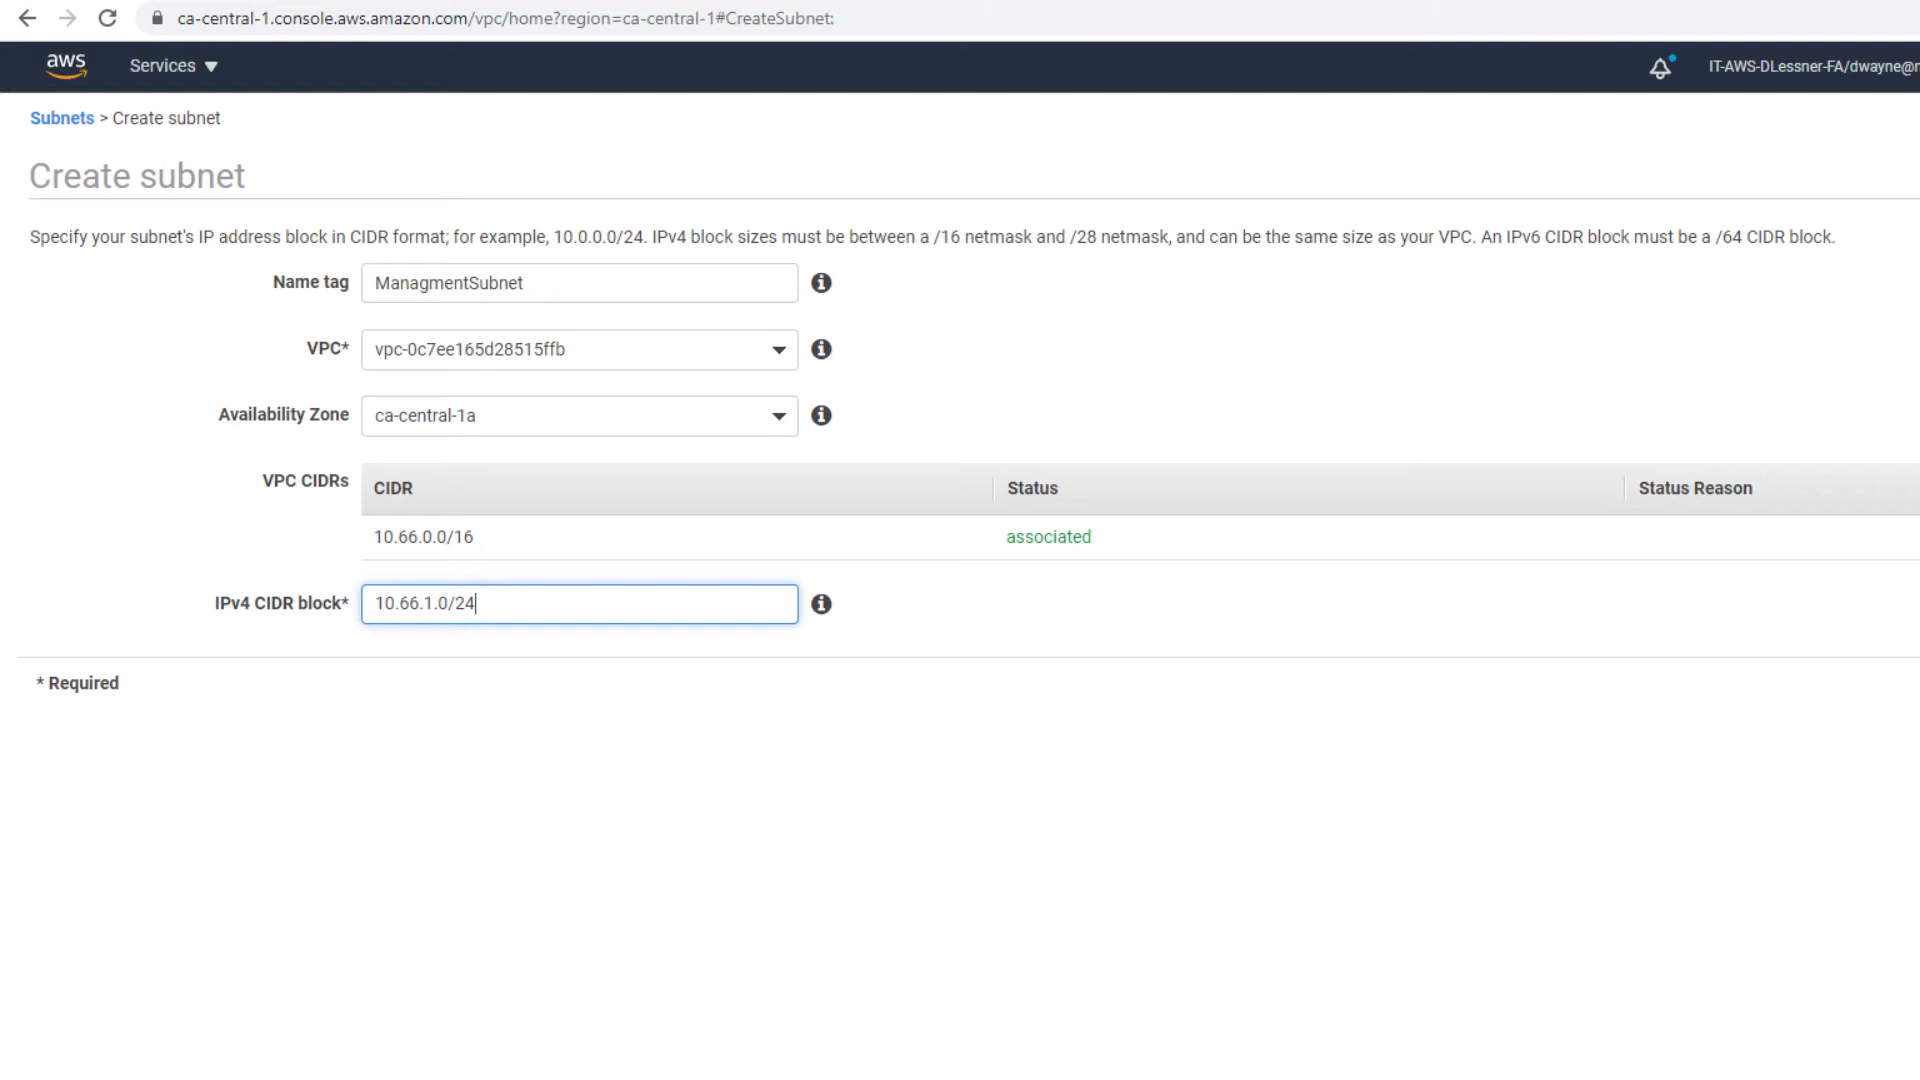 ca-central-1.console.aws.amazon.com/vpc/home?region=ca-central-1#CreateSubnet:
aws Services IT-AWS-DLessner-FA/dwayne@n
Subnets > Create subnet
Create subnet
Specify your subnet's IP address block in CIDR format; for example, 10.0.0.0/24. IPv4 block sizes must be between a /16 netmask and /28 netmask, and can be the same size as your VPC. An IPv6 CIDR block must be a /64 CIDR block.
Name tag ManagmentSubnet
VPC* vpc-0c7ee165d28515ffb
Availability Zone ca-central-1a
VPC CIDRs CIDR Status Status Reason
10.66.0.0/16 associated
IPv4 CIDR block* 10.66.1.0/24
* Required